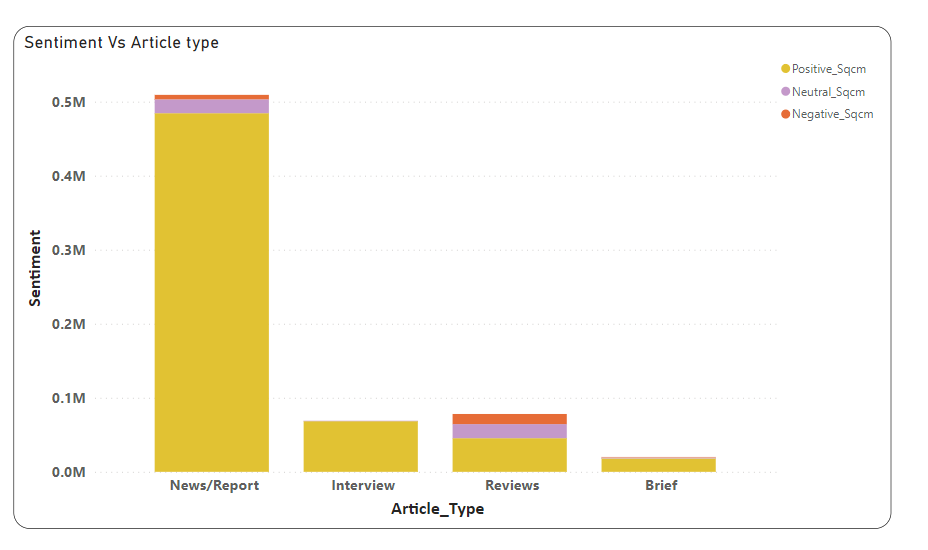 Sentiment Vs Article type
Positive_Sqcm
Neutral_Sqcm
Negative_Sqcm
Sentiment
0.5M
0.4M
0.3M
0.2M
0.1M
0.0M
News/Report Interview Reviews Brief
Article_Type